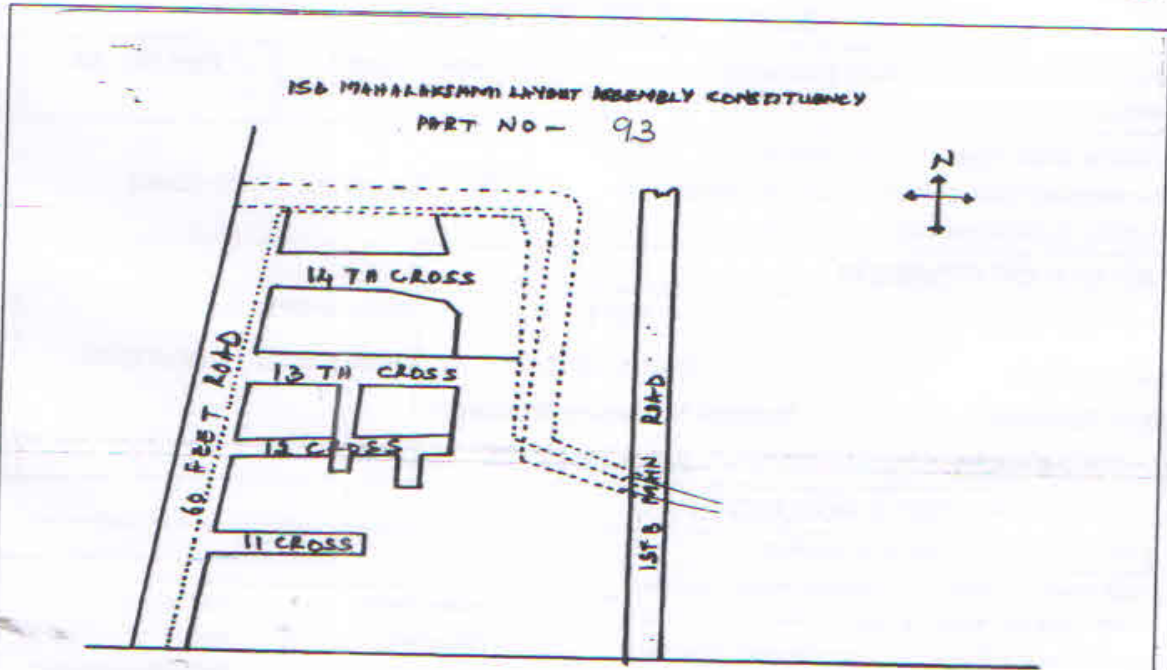 156 MAHALAKSHMI LAYOUT ASSEMBLY CONSTITUENCY
PART NO - 93
N
14 TH CROSS
13 TH CROSS
12 CROSS
11 CROSS
60 FEET ROAD
1ST B MAIN ROAD